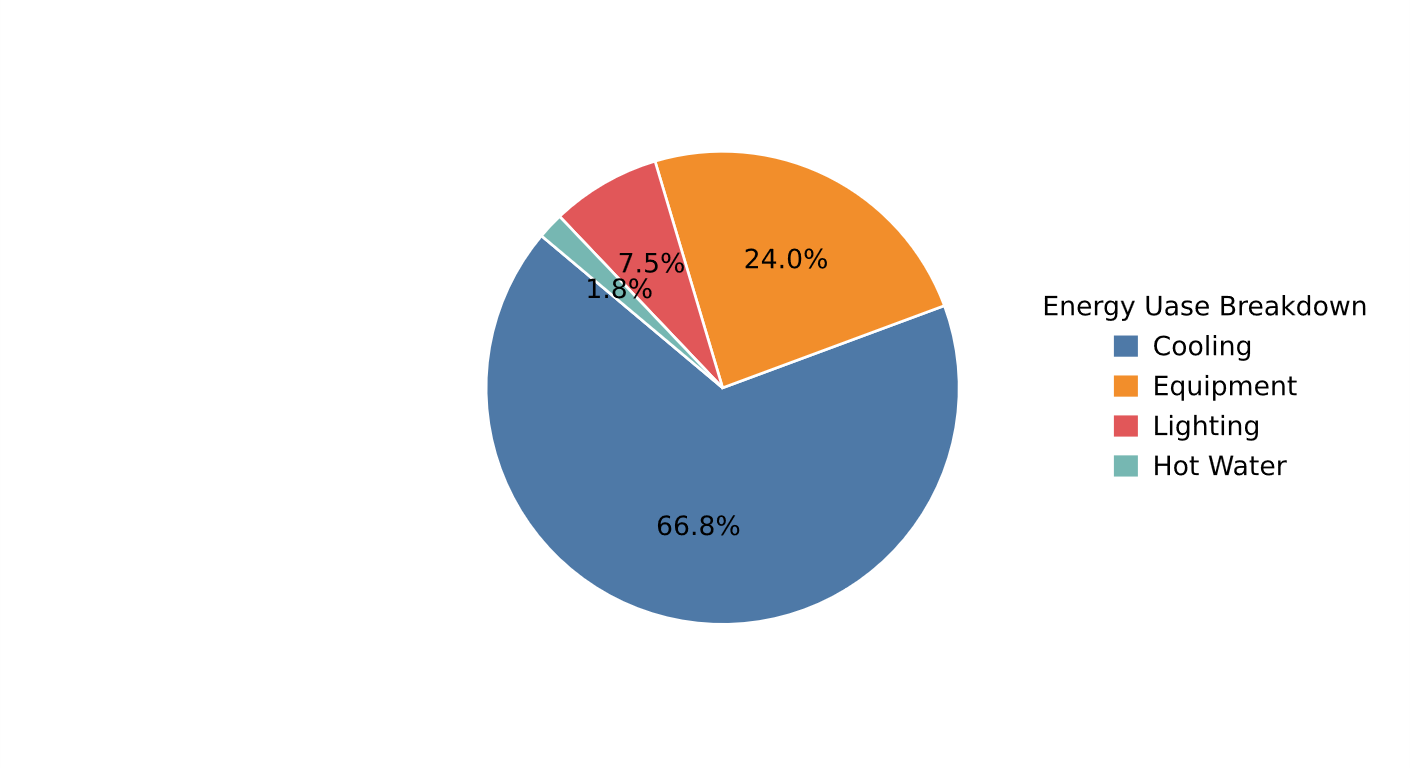 24.0%
7.5%
1.8%
66.8%
Energy Uase Breakdown
Cooling
Equipment
Lighting
Hot Water